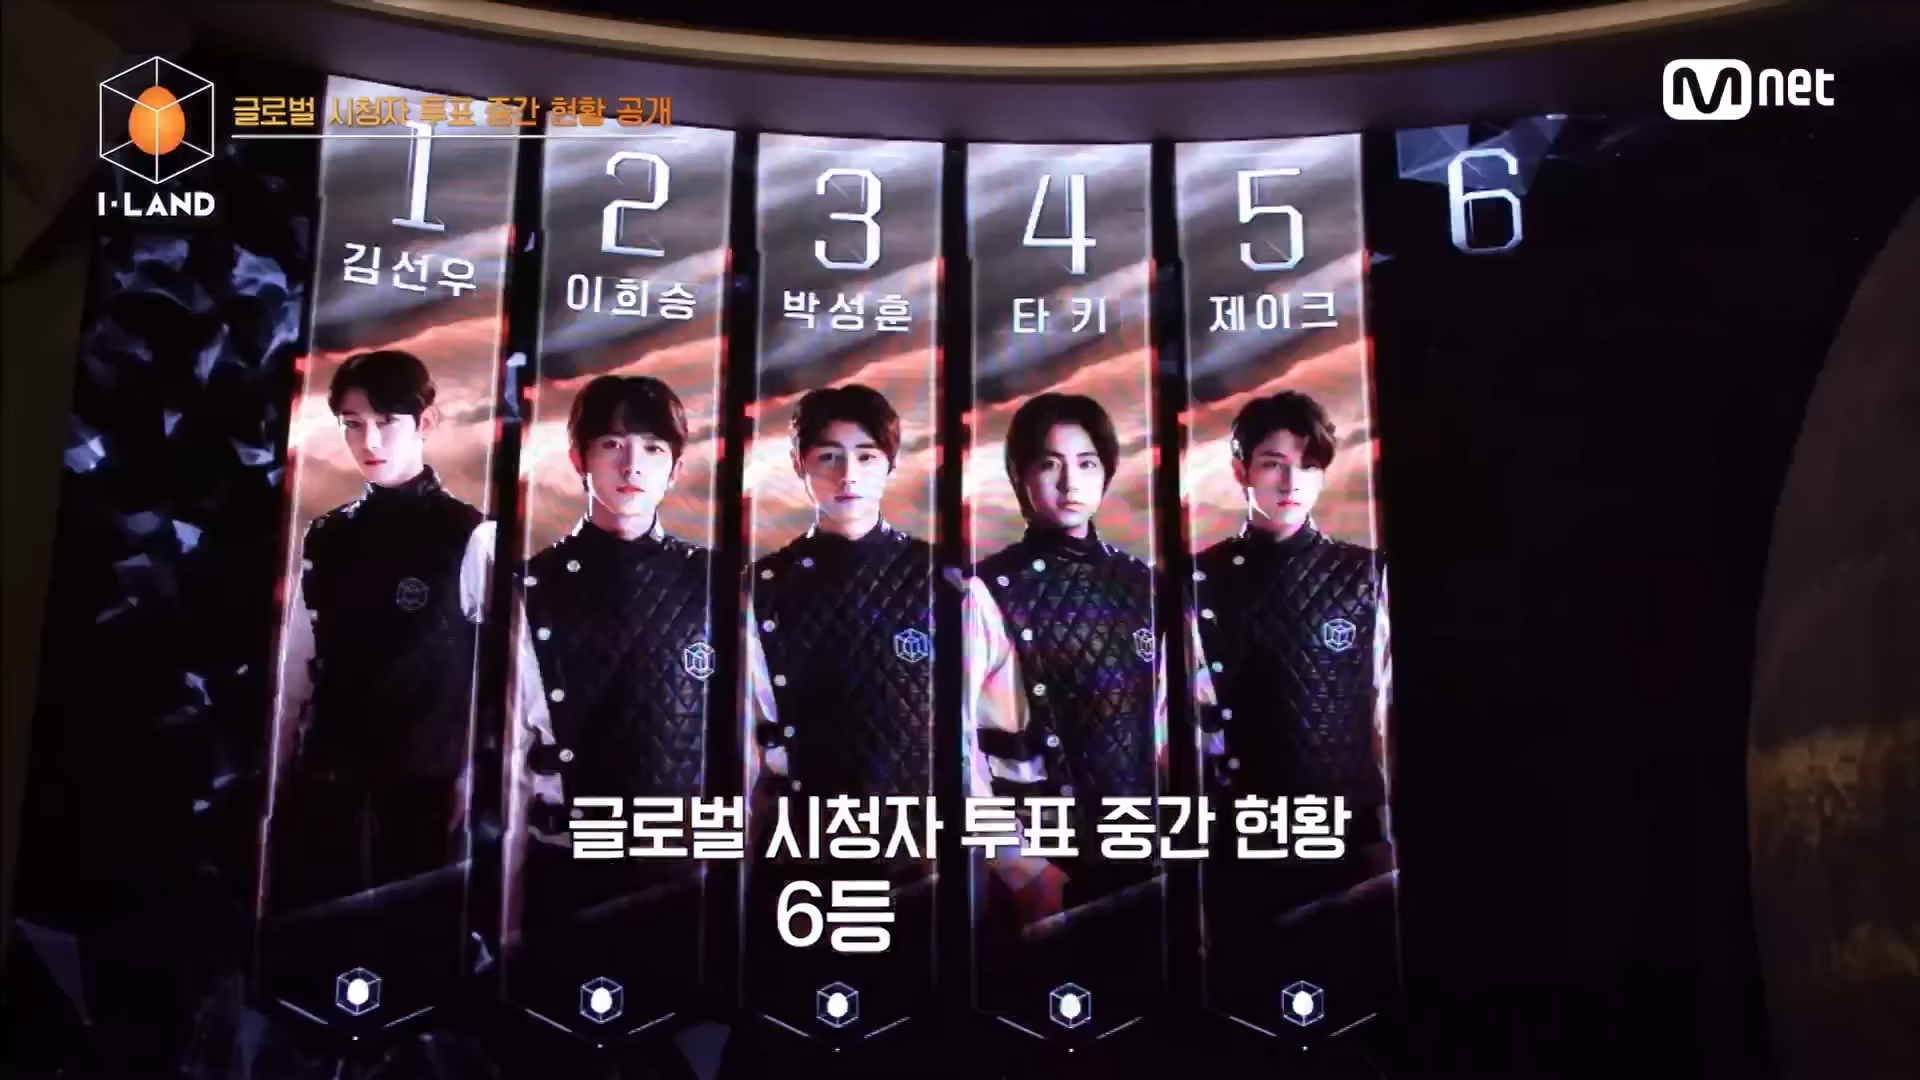 글로벌 시청자 투표 중간 현황 공개
Mnet
I·LAND
1
김선우
2
이희승
3
박성훈
4
타키
5
제이크
6
글로벌 시청자 투표 중간 현황
6등